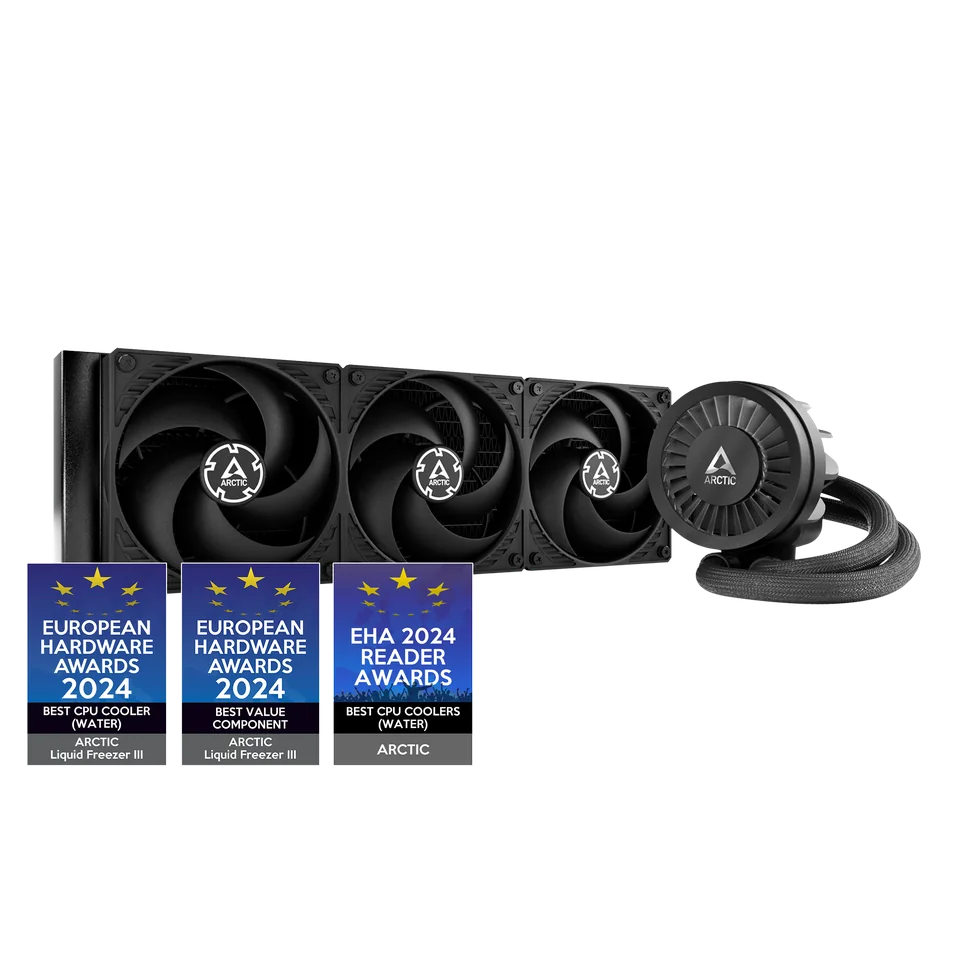 ARCTIC
ARCTIC
ARCTIC
ARCTIC
EUROPEAN
HARDWARE
AWARDS
2024
BEST CPU COOLER
(WATER)
ARCTIC
Liquid Freezer III
EUROPEAN
HARDWARE
AWARDS
2024
BEST VALUE
COMPONENT
ARCTIC
Liquid Freezer III
EHA 2024
READER
AWARDS
BEST CPU COOLERS
(WATER)
ARCTIC